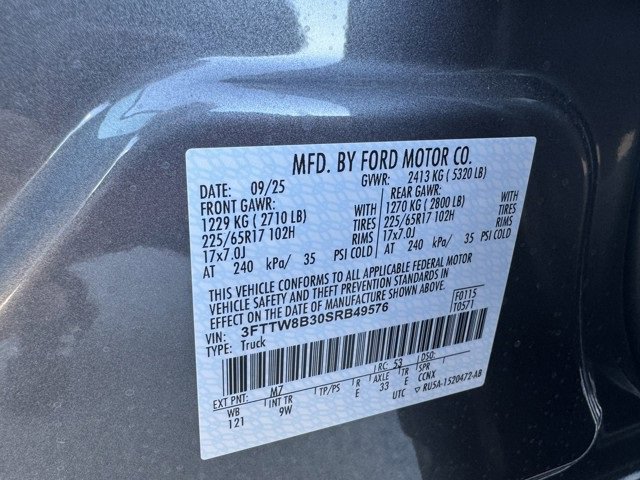 MFD. BY FORD MOTOR CO.
DATE: 09/25 GVWR: 2413 KG ( 5320 LB)
FRONT GAWR: REAR GAWR:
1229 KG ( 2710 LB) WITH 1270 KG ( 2800 LB) WITH
225/65R17 102H TIRES 225/65R17 102H TIRES
17x7.0J RIMS 17x7.0J RIMS
AT 240 kPa/ 35 PSI COLD AT 240 kPa/ 35 PSI COLD
THIS VEHICLE CONFORMS TO ALL APPLICABLE FEDERAL MOTOR
VEHICLE SAFETY AND THEFT PREVENTION STANDARDS IN
EFFECT ON THE DATE OF MANUFACTURE SHOWN ABOVE.
VIN: 3FTTW8B30SRB49576 F0115
TYPE: Truck T0571
EXT PNT: M7 RC: 53 DSO:
WB INT TR TP/PS R AXLE TR SPR
121 9W E 33 E CCNX
UTC RU5A-1520472-AB